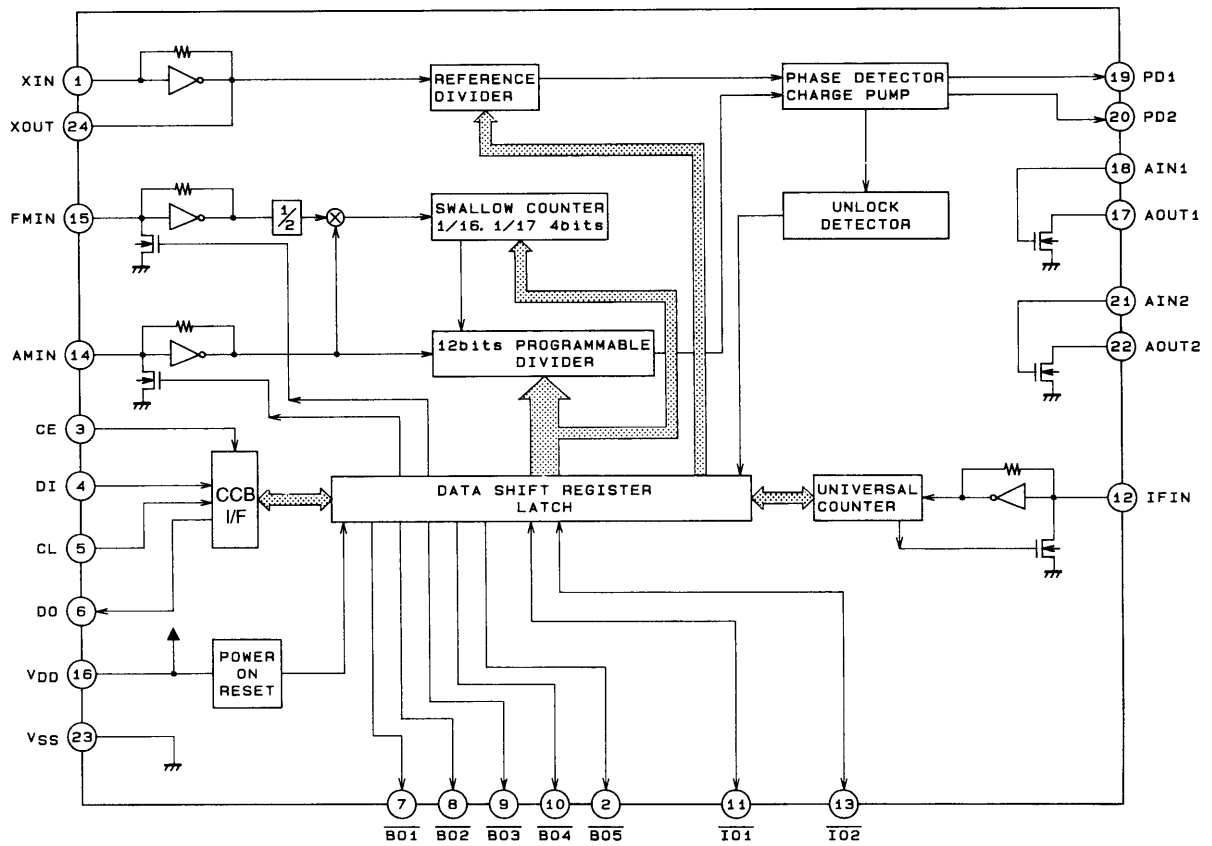 XIN 1
REFERENCE
DIVIDER
PHASE DETECTOR
CHARGE PUMP
19 PD1
XOUT 24
20 PD2
18 AIN1
FMIN 15
1/2
SWALLOW COUNTER
1/16. 1/17 4bits
UNLOCK
DETECTOR
17 AOUT1
21 AIN2
AMIN 14
12bits PROGRAMMABLE
DIVIDER
22 AOUT2
CE 3
DI 4
CCB
I/F
DATA SHIFT REGISTER
LATCH
UNIVERSAL
COUNTER
12 IFIN
CL 5
DO 6
VDD 16
POWER
ON
RESET
VSS 23
7 8 9 10 2 11 13
BO1 BO2 BO3 BO4 BO5 IO1 IO2